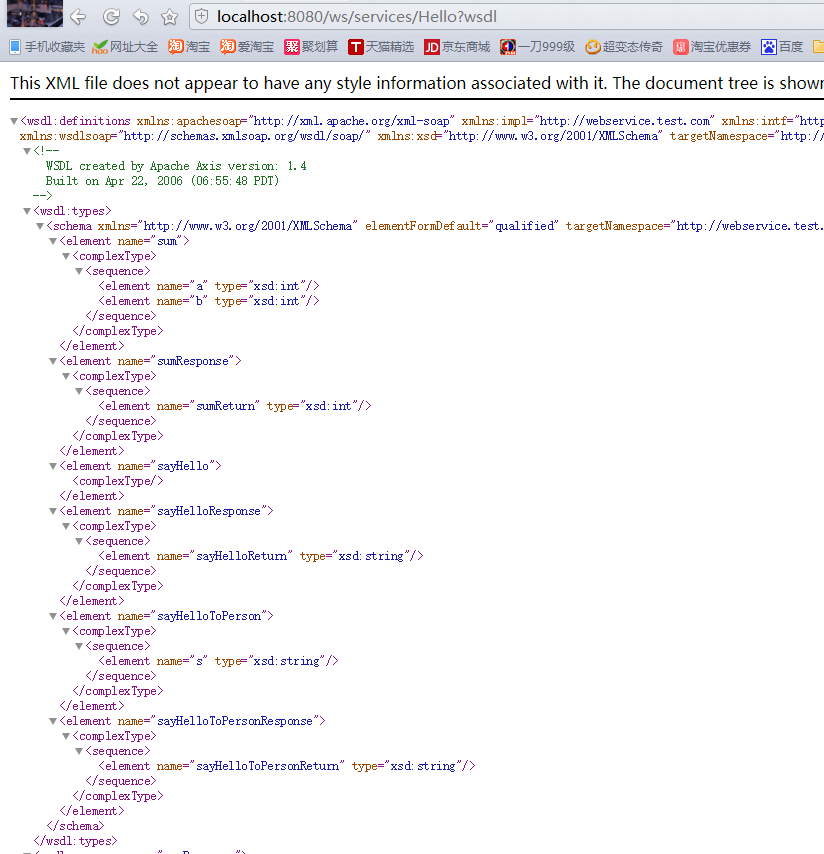 localhost:8080/ws/services/Hello?wsdl
手机收藏夹 网址大全 淘宝 爱淘宝 聚划算 天猫精选 京东商城 一刀999级 超变态传奇 淘宝优惠券 百度
This XML file does not appear to have any style information associated with it. The document tree is shown
<wsdl:definitions xmlns:apachesoap="http://xml.apache.org/xml-soap" xmlns:impl="http://webservice.test.com" xmlns:intf="http
xmlns:wsdlsoap="http://schemas.xmlsoap.org/wsdl/soap/" xmlns:xsd="http://www.w3.org/2001/XMLSchema" targetNamespace="http://
<!--
WSDL created by Apache Axis version: 1.4
Built on Apr 22, 2006 (06:55:48 PDT)
-->
<wsdl:types>
<schema xmlns="http://www.w3.org/2001/XMLSchema" elementFormDefault="qualified" targetNamespace="http://webservice.test.
<element name="sum">
<complexType>
<sequence>
<element name="a" type="xsd:int"/>
<element name="b" type="xsd:int"/>
</sequence>
</complexType>
</element>
<element name="sumResponse">
<complexType>
<sequence>
<element name="sumReturn" type="xsd:int"/>
</sequence>
</complexType>
</element>
<element name="sayHello">
<complexType/>
</element>
<element name="sayHelloResponse">
<complexType>
<sequence>
<element name="sayHelloReturn" type="xsd:string"/>
</sequence>
</complexType>
</element>
<element name="sayHelloToPerson">
<complexType>
<sequence>
<element name="s" type="xsd:string"/>
</sequence>
</complexType>
</element>
<element name="sayHelloToPersonResponse">
<complexType>
<sequence>
<element name="sayHelloToPersonReturn" type="xsd:string"/>
</sequence>
</complexType>
</element>
</schema>
</wsdl:types>